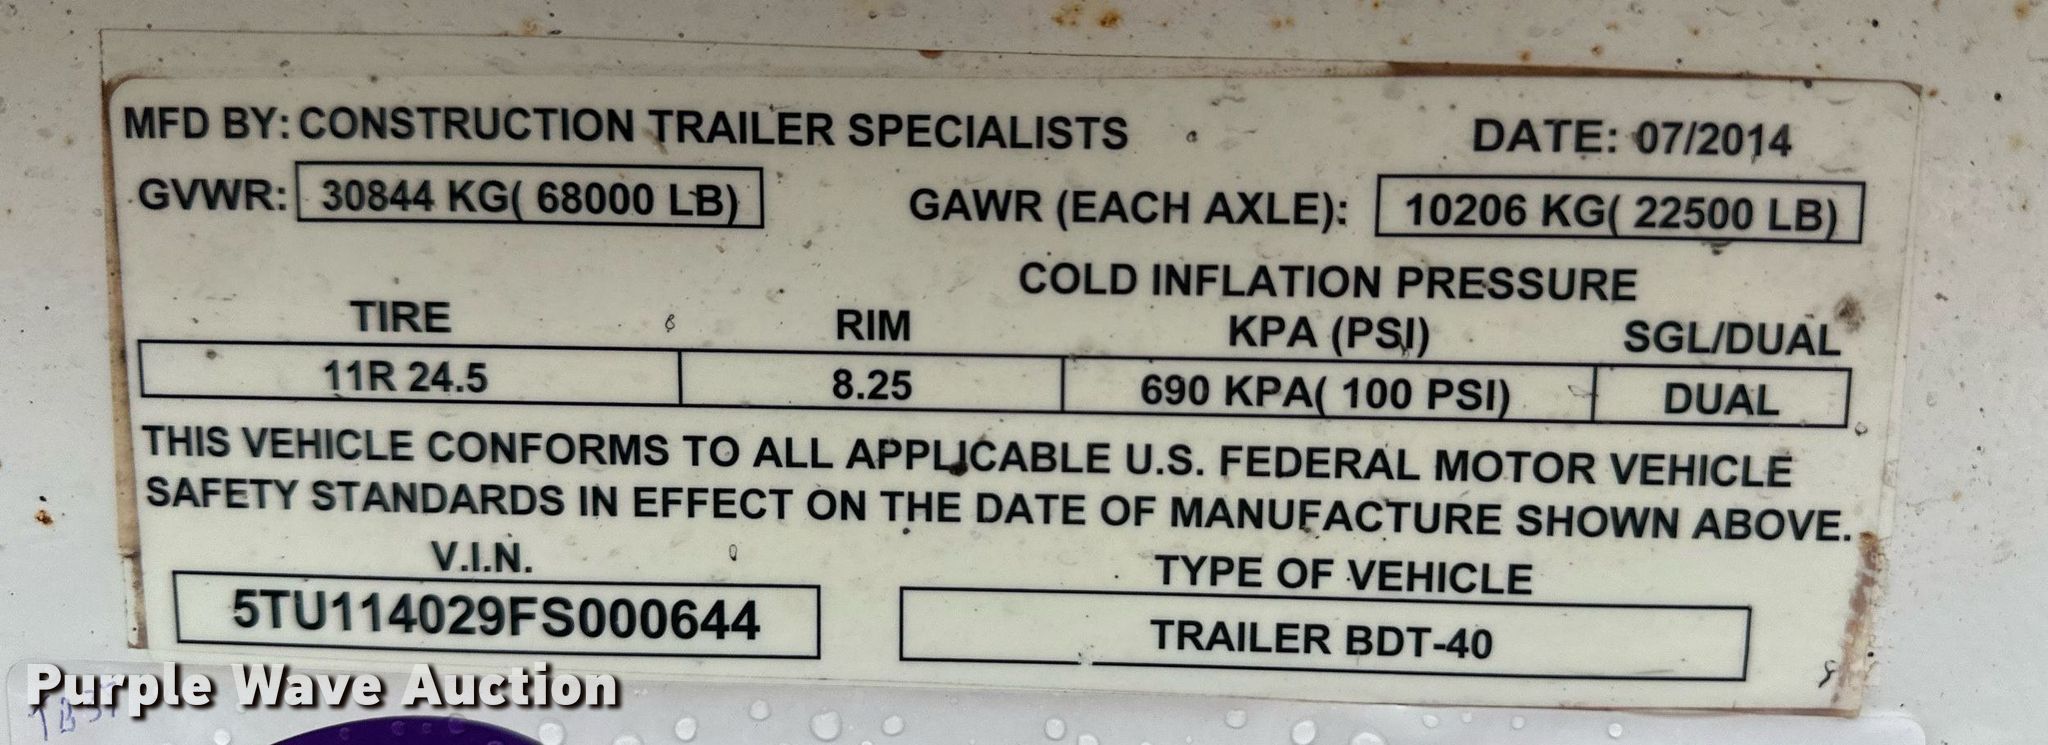 MFD BY: CONSTRUCTION TRAILER SPECIALISTS DATE: 07/2014
GVWR: 30844 KG( 68000 LB) GAWR (EACH AXLE): 10206 KG( 22500 LB)
COLD INFLATION PRESSURE
TIRE RIM KPA (PSI) SGL/DUAL
11R 24.5 8.25 690 KPA( 100 PSI) DUAL
THIS VEHICLE CONFORMS TO ALL APPLICABLE U.S. FEDERAL MOTOR VEHICLE
SAFETY STANDARDS IN EFFECT ON THE DATE OF MANUFACTURE SHOWN ABOVE.
V.I.N. TYPE OF VEHICLE
5TU114029FS000644 TRAILER BDT-40
Purple Wave Auction